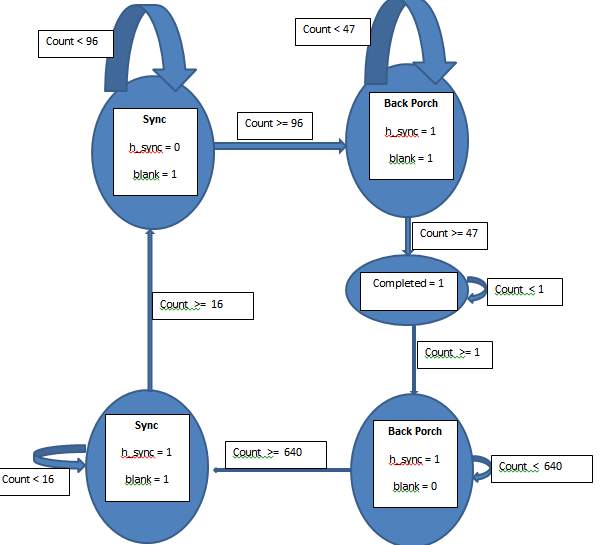 Count < 96
Count < 47
Sync
h_sync = 0
blank = 1
Count >= 96
Back Porch
h_sync = 1
blank = 1
Count >= 47
Completed = 1
Count < 1
Count >= 16
Count >= 1
Sync
h_sync = 1
blank = 1
Count >= 640
Back Porch
h_sync = 1
blank = 0
Count < 640
Count < 16